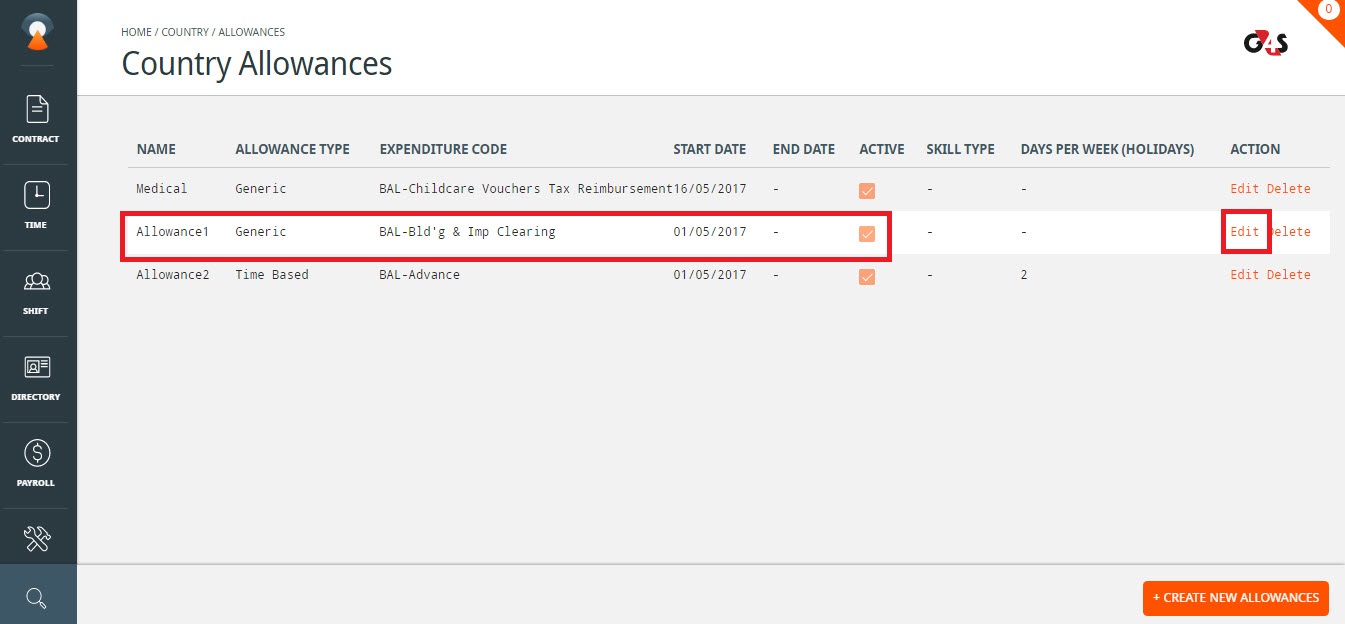 0
HOME / COUNTRY / ALLOWANCES
Country Allowances
G4S
CONTRACT
TIME
SHIFT
DIRECTORY
PAYROLL
NAME ALLOWANCE TYPE EXPENDITURE CODE START DATE END DATE ACTIVE SKILL TYPE DAYS PER WEEK (HOLIDAYS) ACTION
Medical Generic BAL-Childcare Vouchers Tax Reimbursement 16/05/2017 - - - Edit Delete
Allowance1 Generic BAL-Bld'g & Imp Clearing 01/05/2017 - - - Edit Delete
Allowance2 Time Based BAL-Advance 01/05/2017 - - 2 Edit Delete
+ CREATE NEW ALLOWANCES